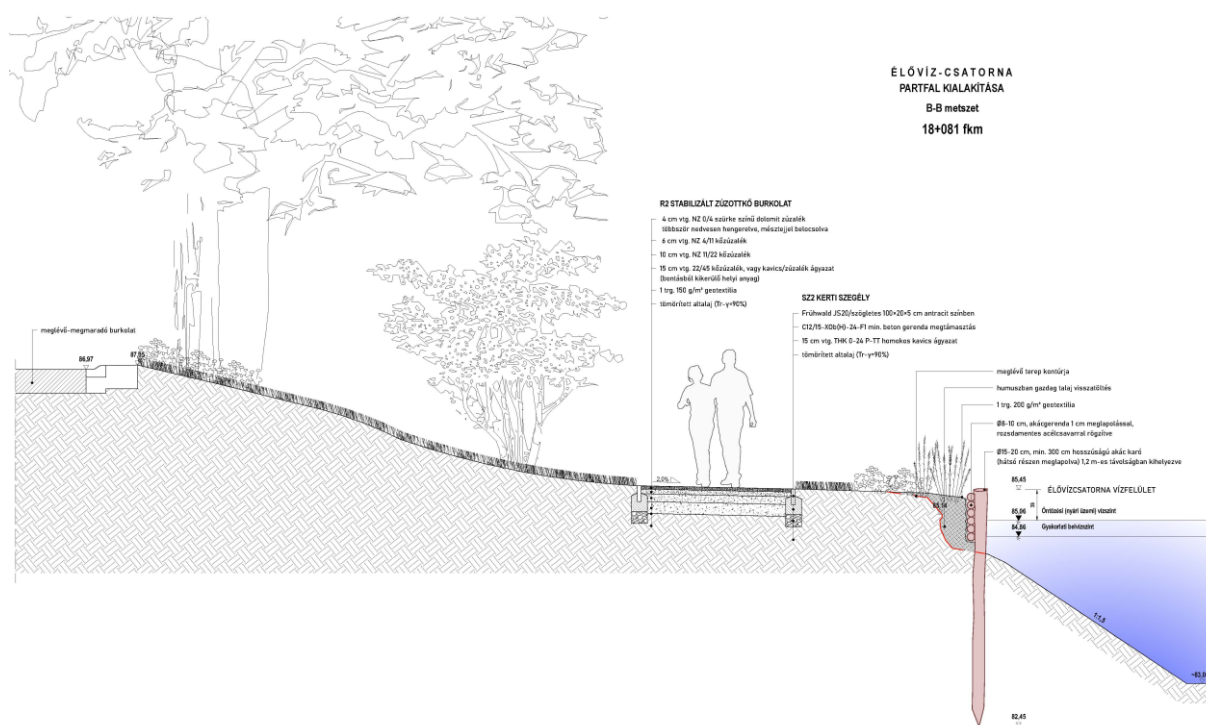 ÉLŐVÍZ-CSATORNA
PARTFAL KIALAKÍTÁSA
B-B metszet
18+081 fkm
R2 STABILIZÁLT ZÚZOTTKŐ BURKOLAT
4 cm vtg. NZ 0/4 szürke színű dolomit zúzalék
többször nedvesen hengerelve, mésztejjel belocsolva
6 cm vtg. NZ 4/11 kőzúzalék
10 cm vtg. NZ 11/22 kőzúzalék
15 cm vtg. 22/45 kőzúzalék, vagy kavics/zúzalék ágyazat
(bontásból kikerülő helyi anyag)
1 trg. 150 g/m² geotextília
tömörített altalaj (Tr-γ=90%)
SZ2 KERTI SZEGÉLY
Frühwald JS20/szögletes 100×20×5 cm antracit színben
C12/15-X0b(H)-24-F1 min. beton gerenda megtámasztás
15 cm vtg. THK 0-24 P-TT homokos kavics ágyazat
tömörített altalaj (Tr-γ=90%)
meglévő-megmaradó burkolat
86,97
87,05
meglévő terep kontúrja
humuszban gazdag talaj visszatöltés
1 trg. 200 g/m² geotextília
Ø8-10 cm, akácgerenda 1 cm meglapolással,
rozsdamentes acélcsavarral rögzítve
Ø15-20 cm, min. 300 cm hosszúságú akác karó
(hátsó részen meglapolva) 1,2 m-es távolságban kihelyezve
2,0%
85,45
ÉLŐVÍZCSATORNA VÍZFELÜLET
85,14
85,06
Öntözési (nyári üzemi) vízszint
84,86
Gyakorlati belvízszint
1:1,5
~83,0
82,45